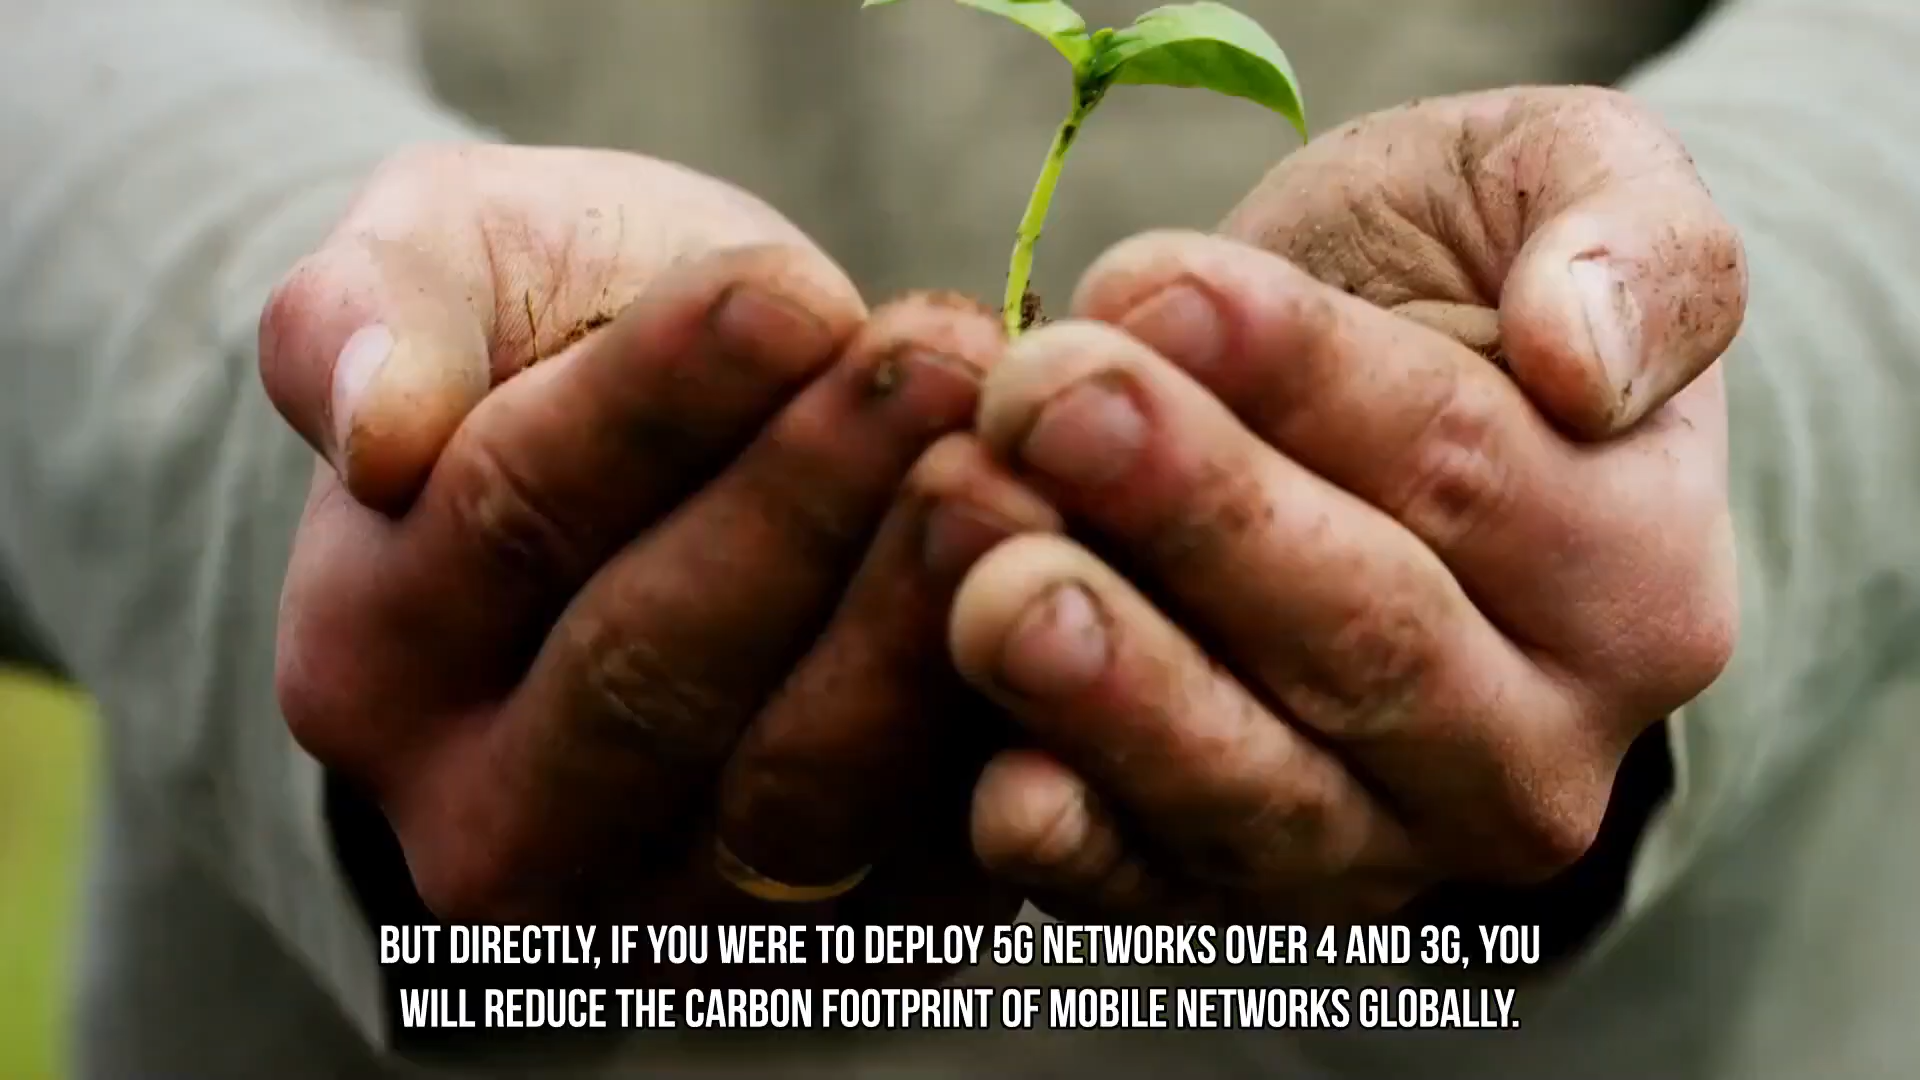 BUT DIRECTLY, IF YOU WERE TO DEPLOY 5G NETWORKS OVER 4 AND 3G, YOU
WILL REDUCE THE CARBON FOOTPRINT OF MOBILE NETWORKS GLOBALLY.